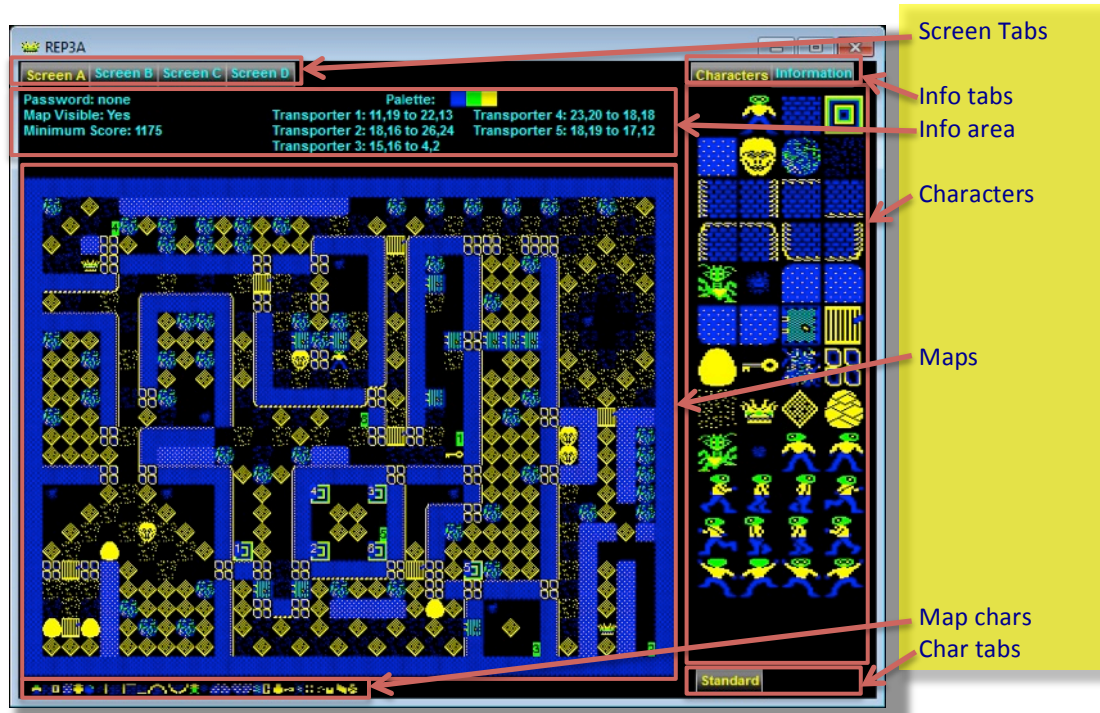 REP3A
Screen A Screen B Screen C Screen D
Characters Information
Password: none
Palette:
Map Visible: Yes
Transporter 1: 11,19 to 22,13 Transporter 4: 23,20 to 18,18
Minimum Score: 1175
Transporter 2: 18,16 to 26,24 Transporter 5: 18,19 to 17,12
Transporter 3: 15,16 to 4,2
Standard
Screen Tabs
Info tabs
Info area
Characters
Maps
Map chars
Char tabs